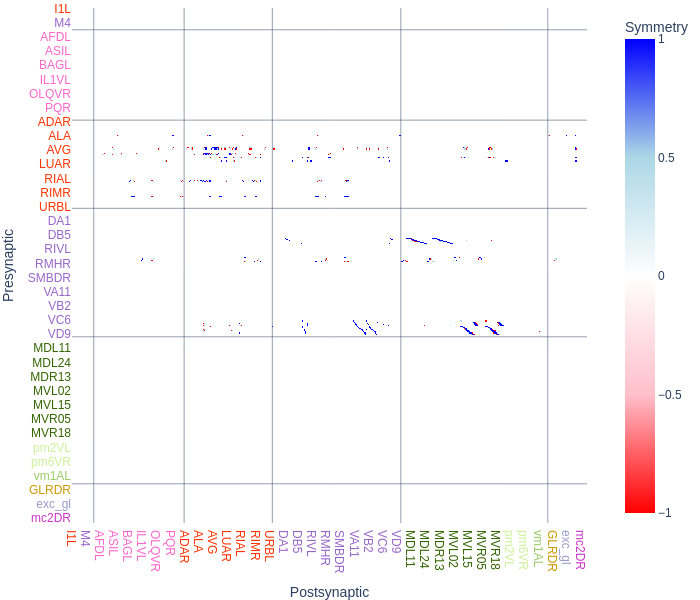 Symmetry
1
0.5
0
−0.5
−1
Presynaptic
I1L
M4
AFDL
ASIL
BAGL
IL1VL
OLQVR
PQR
ADAR
ALA
AVG
LUAR
RIAL
RIMR
URBL
DA1
DB5
RIVL
RMHR
SMBDR
VA11
VB2
VC6
VD9
MDL11
MDL24
MDR13
MVL02
MVL15
MVR05
MVR18
pm2VL
pm6VR
vm1AL
GLRDR
exc_gl
mc2DR
I1L
M4
AFDL
ASIL
BAGL
IL1VL
OLQVR
PQR
ADAR
ALA
AVG
LUAR
RIAL
RIMR
URBL
DA1
DB5
RIVL
RMHR
SMBDR
VA11
VB2
VC6
VD9
MDL11
MDL24
MDR13
MVL02
MVL15
MVR05
MVR18
pm2VL
pm6VR
vm1AL
GLRDR
exc_gl
mc2DR
Postsynaptic